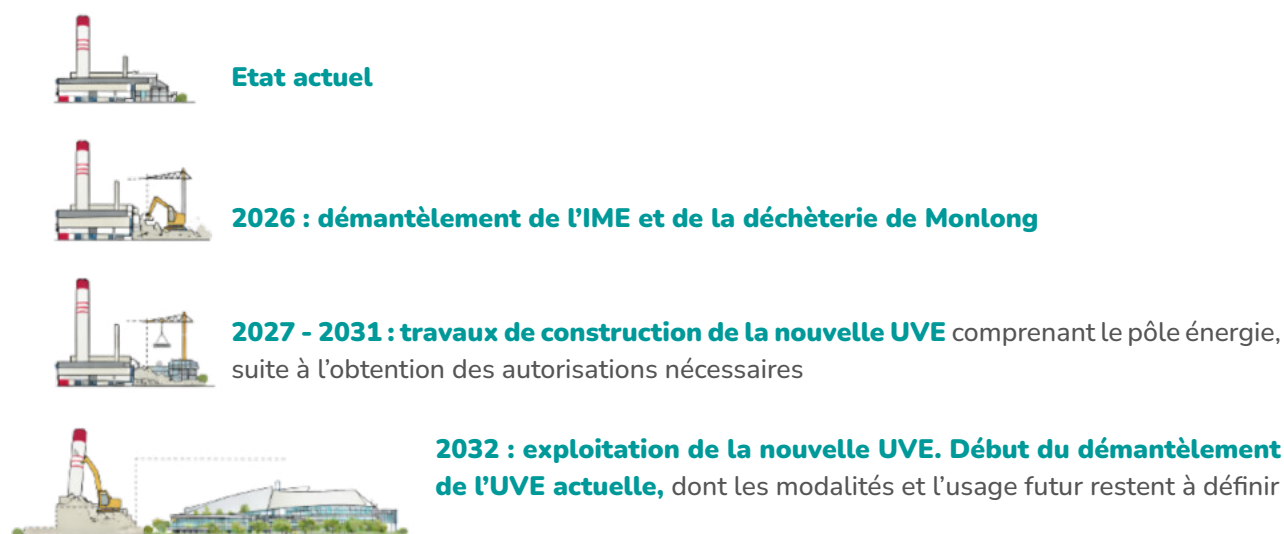 Etat actuel
2026 : démantèlement de l’IME et de la déchèterie de Monlong
2027 - 2031 : travaux de construction de la nouvelle UVE comprenant le pôle énergie,
suite à l’obtention des autorisations nécessaires
2032 : exploitation de la nouvelle UVE. Début du démantèlement
de l’UVE actuelle, dont les modalités et l’usage futur restent à définir